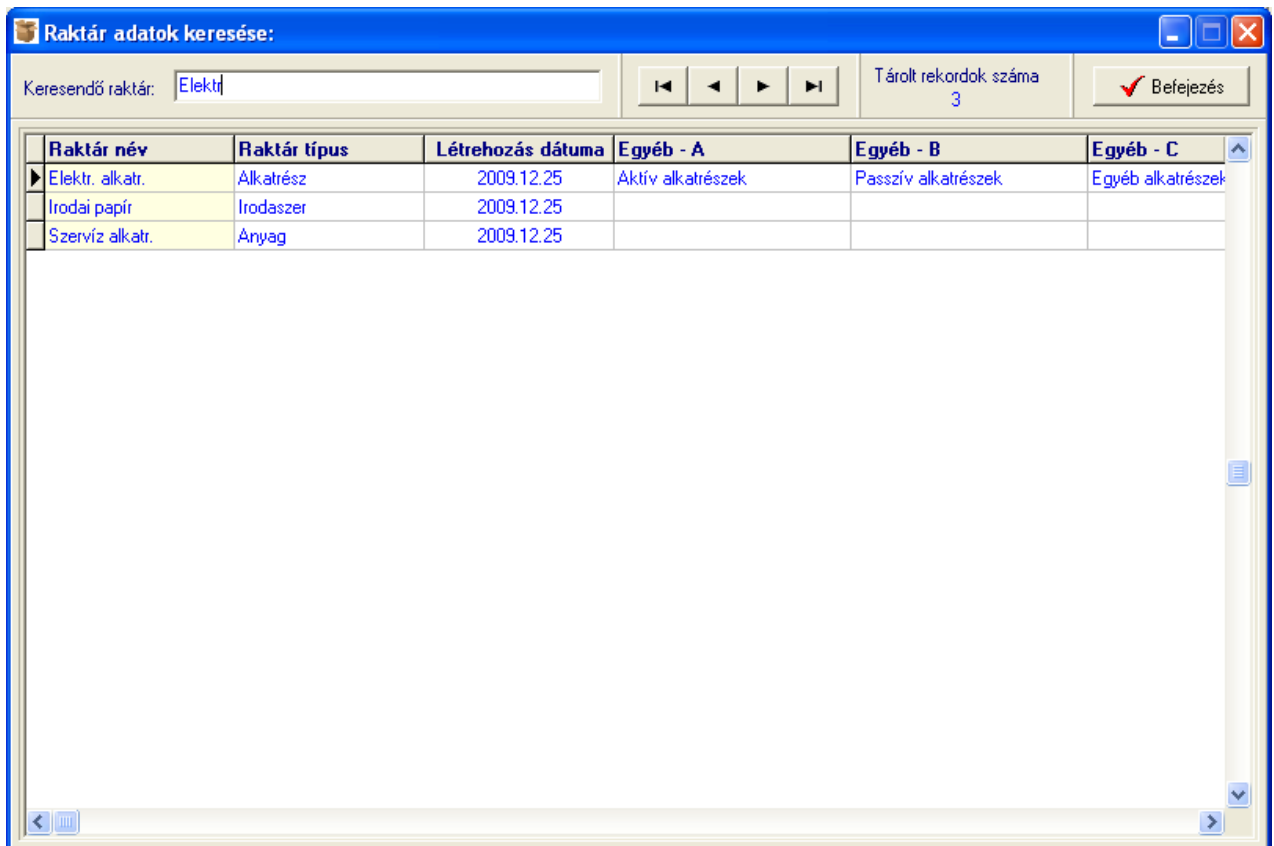 Raktár adatok keresése:
Keresendő raktár: Elektr
Tárolt rekordok száma
3
Befejezés
Raktár név Raktár típus Létrehozás dátuma Egyéb - A Egyéb - B Egyéb - C
Elektr. alkatr. Alkatrész 2009.12.25 Aktív alkatrészek Passzív alkatrészek Egyéb alkatrészek
Irodai papír Irodaszer 2009.12.25
Szervíz alkatr. Anyag 2009.12.25